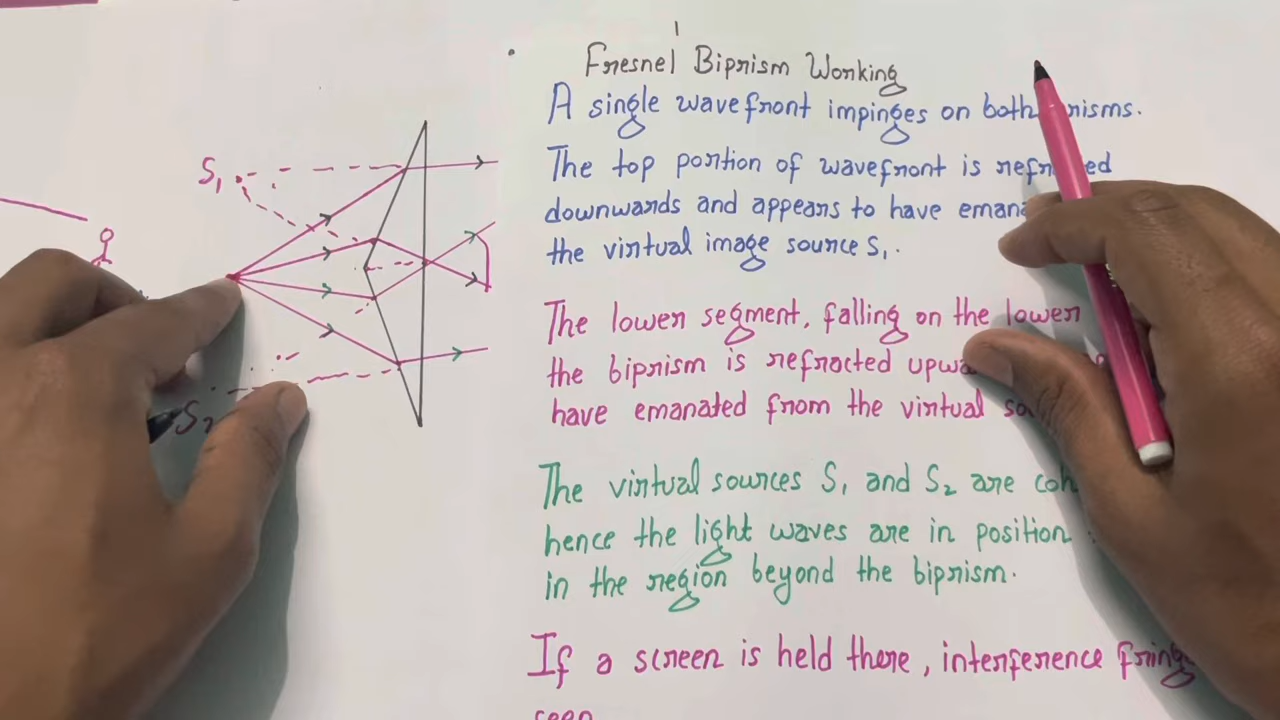 Fresnel Biprism Working
A single wavefront impinges on both
The top portion of wavefront is
downwards and appears to have
the virtual image source S₁.
The lower segment, falling on the lower
the biprism is refracted
have emanated from the virtual
The virtual sources S₁ and S₂ are
hence the light waves are in position
in the region beyond the biprism.
If a screen is held there, interference
seen
S₁
S₂